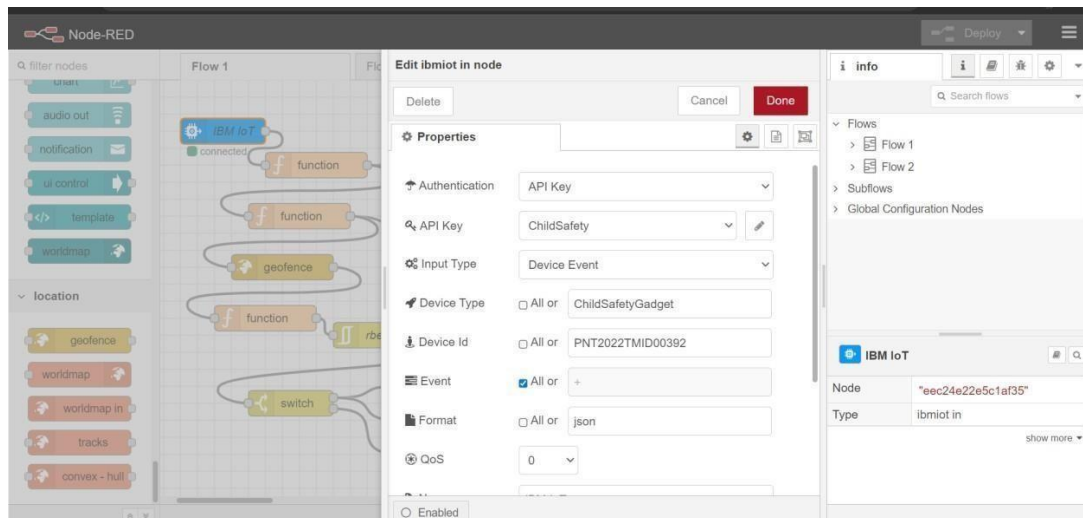 Node-RED
Deploy
filter nodes
chart
audio out
notification
ui control
template
worldmap
location
geofence
worldmap
worldmap in
tracks
convex - hull
Flow 1
IBM IoT
connected
function
function
geofence
function
rbe
switch
Edit ibmiot in node
Delete
Cancel
Done
Properties
Authentication
API Key
API Key
ChildSafety
Input Type
Device Event
Device Type
All or
ChildSafetyGadget
Device Id
All or
PNT2022TMID00392
Event
All or
+
Format
All or
json
QoS
0
Enabled
info
Search flows
Flows
Flow 1
Flow 2
Subflows
Global Configuration Nodes
IBM IoT
Node
"eec24e22e5c1af35"
Type
ibmiot in
show more